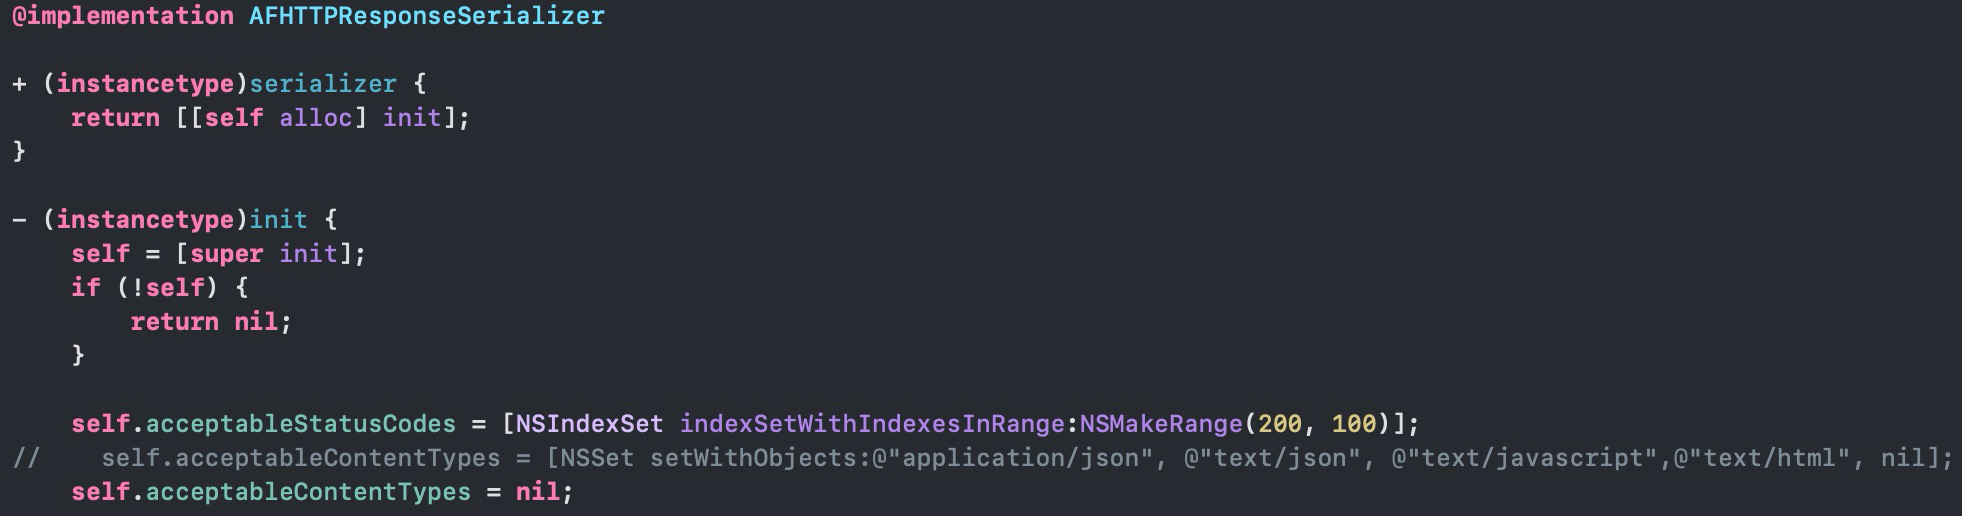 @implementation AFHTTPResponseSerializer
+ (instancetype)serializer {
    return [[self alloc] init];
}
- (instancetype)init {
    self = [super init];
    if (!self) {
        return nil;
    }
    self.acceptableStatusCodes = [NSIndexSet indexSetWithIndexesInRange:NSMakeRange(200, 100)];
//    self.acceptableContentTypes = [NSSet setWithObjects:@"application/json", @"text/json", @"text/javascript",@"text/html", nil];
    self.acceptableContentTypes = nil;